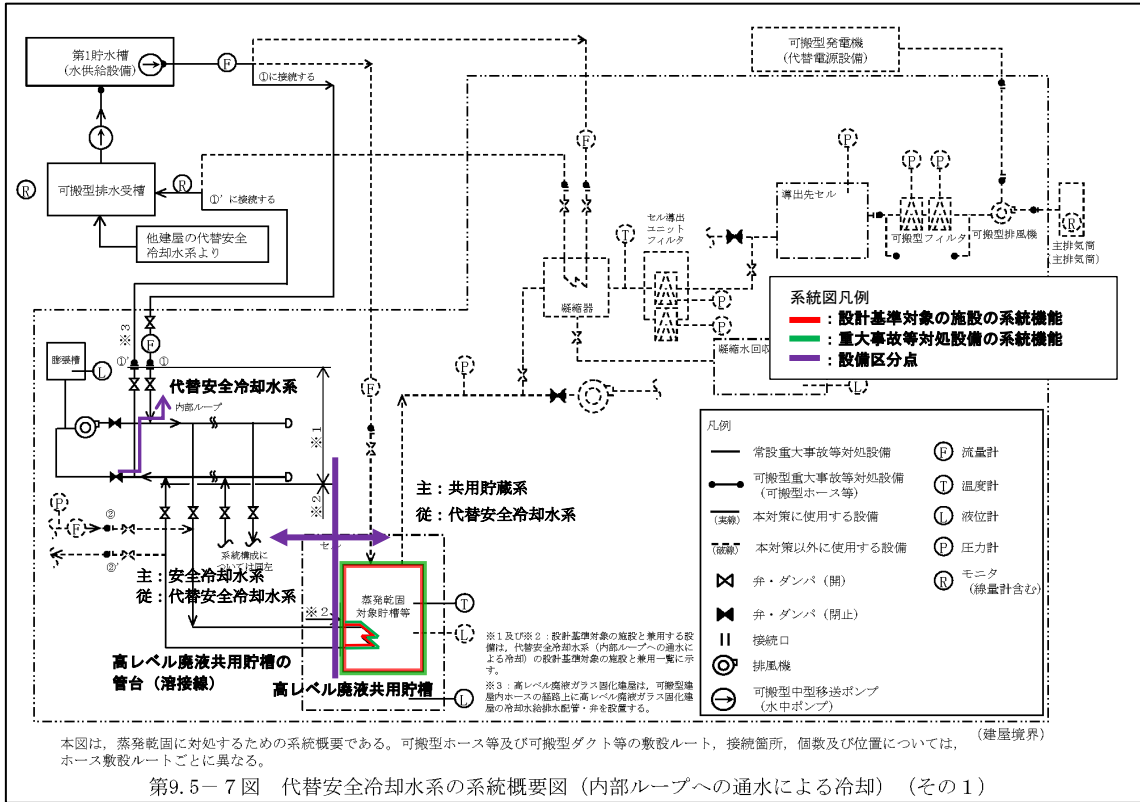 第1貯水槽
(水供給設備)
F
①に接続する
可搬型発電機
(代替電源設備)
F
P
P
P
R
可搬型排水受槽
R
①’に接続する
他建屋の代替安全
冷却水系より
導出先セル
可搬型フィルタ
可搬型排風機
R
主排気筒
(主排気筒)
セル導出
ユニット
フィルタ
T
凝縮器
P
P
凝縮水回収
L
系統図凡例
:設計基準対象の施設の系統機能
:重大事故等対処設備の系統機能
:設備区分点
※3
F
①’
①
膨張槽
L
代替安全冷却水系
内部ループ
※1
※2
F
P
P
F
②
②’
系統構成に
ついては同左
主:共用貯蔵系
従:代替安全冷却水系
セル
主:安全冷却水系
従:代替安全冷却水系
※2
蒸発乾固
対象貯槽等
T
L
L
高レベル廃液共用貯槽の
管台(溶接線)
高レベル廃液共用貯槽
※1及び※2:設計基準対象の施設と兼用する設
備は,代替安全冷却水系(内部ループへの通水によ
る冷却)の設計基準対象の施設と兼用一覧に示
す。
※3:高レベル廃液ガラス固化建屋は,可搬型建
屋内ホースの経路上に高レベル廃液ガラス固化建
屋の冷却水給排水配管・弁を設置する。
凡例
常設重大事故等対処設備
可搬型重大事故等対処設備
(可搬型ホース等)
(実線)
本対策に使用する設備
(破線)
本対策以外に使用する設備
弁・ダンパ(開)
弁・ダンパ(閉止)
接続口
排風機
可搬型中型移送ポンプ
(水中ポンプ)
F 流量計
T 温度計
L 液位計
P 圧力計
R モニタ
(線量計含む)
(建屋境界)
本図は,蒸発乾固に対処するための系統概要である。可搬型ホース等及び可搬型ダクト等の敷設ルート,接続箇所,個数及び位置については,
ホース敷設ルートごとに異なる。
第9.5-7図 代替安全冷却水系の系統概要図(内部ループへの通水による冷却)(その1)